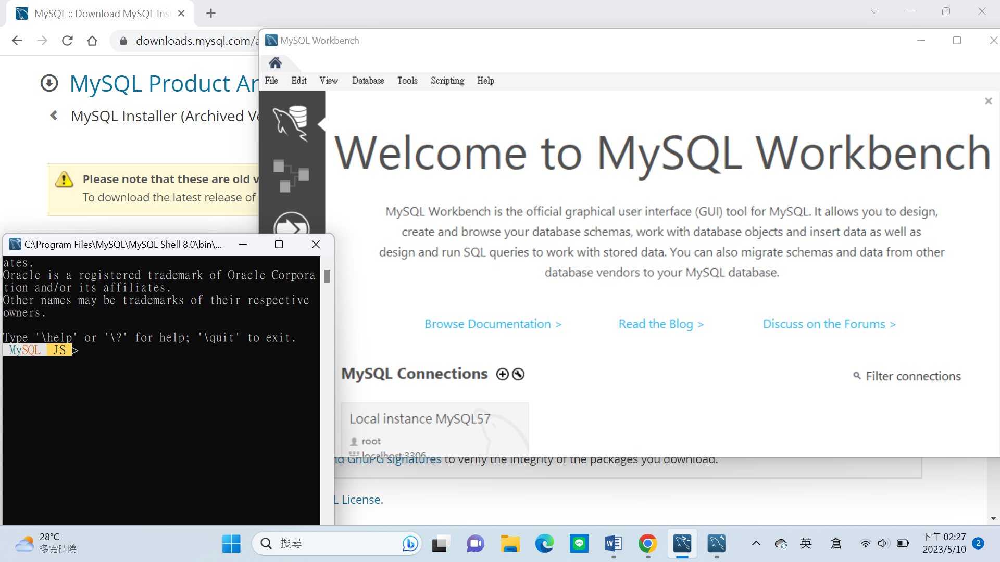 MySQL :: Download MySQL Ins
downloads.mysql.com/a
MySQL Product Ar
MySQL Installer (Archived Ve
Please note that these are old v
To download the latest release of
MySQL Workbench
File Edit View Database Tools Scripting Help
Welcome to MySQL Workbench
MySQL Workbench is the official graphical user interface (GUI) tool for MySQL. It allows you to design,
create and browse your database schemas, work with database objects and insert data as well as
design and run SQL queries to work with stored data. You can also migrate schemas and data from other
database vendors to your MySQL database.
Browse Documentation > Read the Blog > Discuss on the Forums >
MySQL Connections
Filter connections
Local instance MySQL57
root
localhost:3306
C:\Program Files\MySQL\MySQL Shell 8.0\bin\...
ates.
Oracle is a registered trademark of Oracle Corpora
tion and/or its affiliates.
Other names may be trademarks of their respective
owners.
Type '\help' or '\?' for help; '\quit' to exit.
MySQL JS >
nd GnuPG signatures to verify the integrity of the packages you download.
L License.
28°C
多雲時陰
搜尋
LINE
W
英
倉
下午 02:27
2023/5/10
2